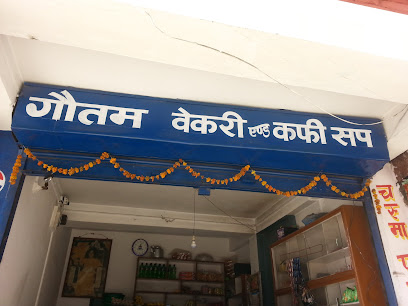 गौतम वेकरी एण्ड कफी सप